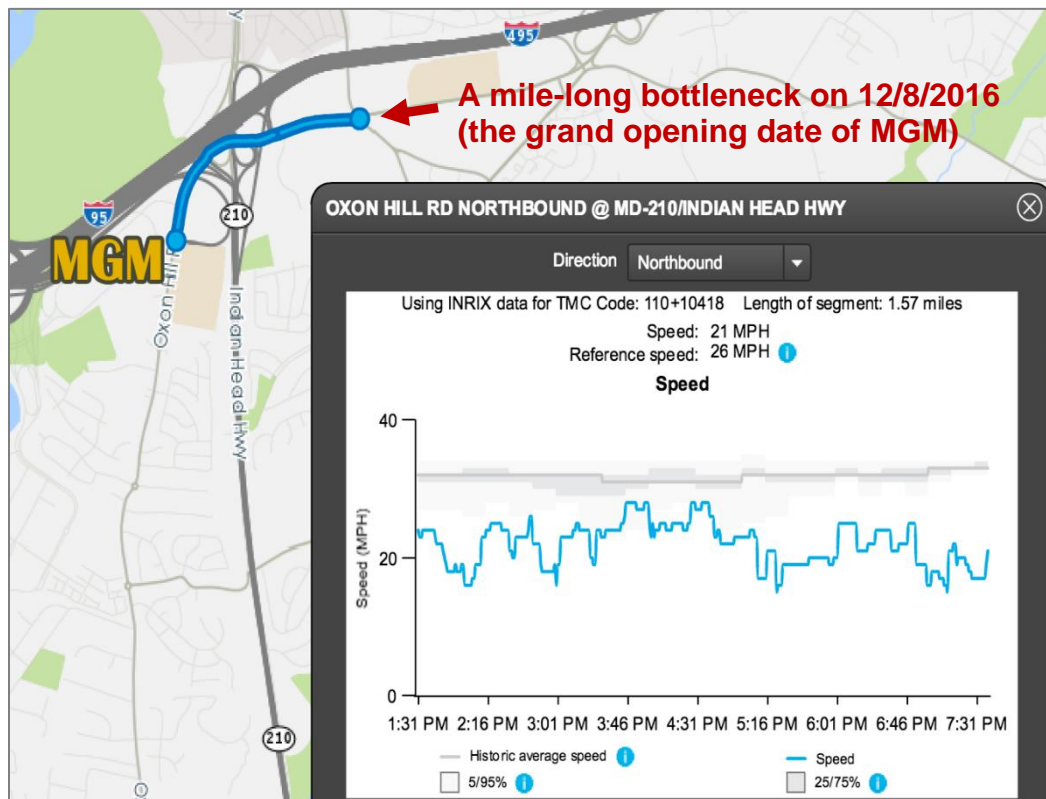 495
A mile-long bottleneck on 12/8/2016
(the grand opening date of MGM)
95
210
MGM
Indian Head Hwy
210
OXON HILL RD NORTHBOUND @ MD-210/INDIAN HEAD HWY
Direction Northbound
Using INRIX data for TMC Code: 110+10418 Length of segment: 1.57 miles
Speed: 21 MPH
Reference speed: 26 MPH i
Speed
40
20
0
Speed (MPH)
1:31 PM 2:16 PM 3:01 PM 3:46 PM 4:31 PM 5:16 PM 6:01 PM 6:46 PM 7:31 PM
Historic average speed i
Speed
5/95% i
25/75% i